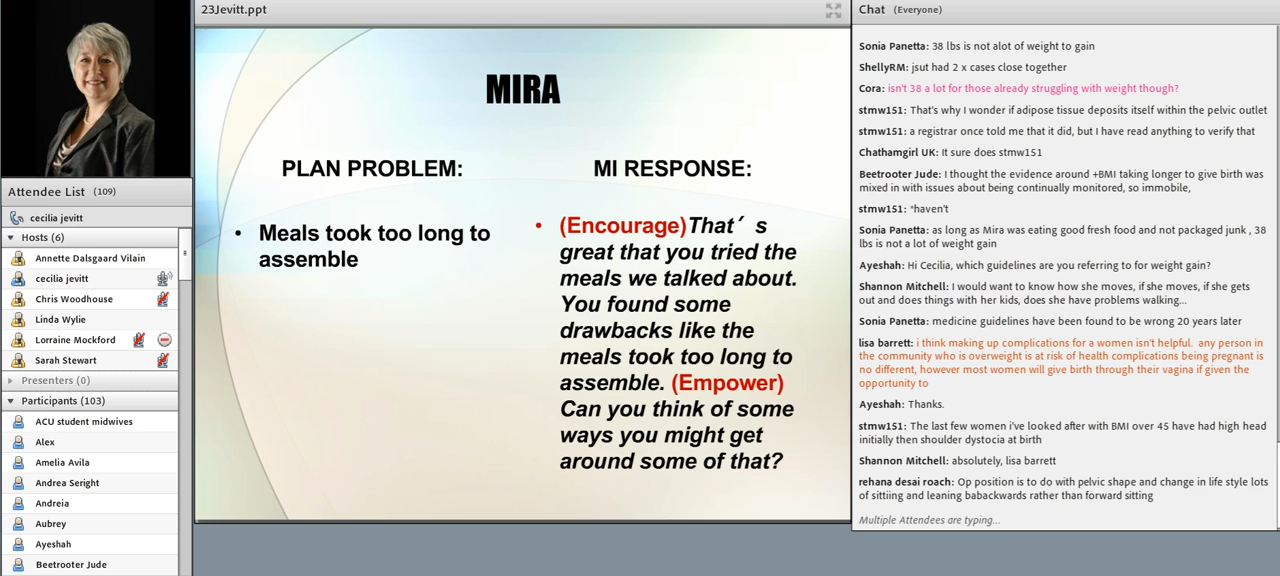 23Jevitt.ppt
MIRA
PLAN PROBLEM:
• Meals took too long to
assemble
MI RESPONSE:
• (Encourage)That’ s
great that you tried the
meals we talked about.
You found some
drawbacks like the
meals took too long to
assemble. (Empower)
Can you think of some
ways you might get
around some of that?
Attendee List (109)
cecilia jevitt
Hosts (6)
Annette Dalsgaard Vilain
cecilia jevitt
Chris Woodhouse
Linda Wylie
Lorraine Mockford
Sarah Stewart
Presenters (0)
Participants (103)
ACU student midwives
Alex
Amelia Avila
Andrea Seright
Andreia
Aubrey
Ayeshah
Beetrooter Jude
Chat (Everyone)
Sonia Panetta: 38 lbs is not alot of weight to gain
ShellyRM: jsut had 2 x cases close together
Cora: isn't 38 a lot for those already struggling with weight though?
stmw151: That's why I wonder if adipose tissue deposits itself within the pelvic outlet
stmw151: a registrar once told me that it did, but I have read anything to verify that
Chathamgirl UK: It sure does stmw151
Beetrooter Jude: I thought the evidence around +BMI taking longer to give birth was
mixed in with issues about being continually monitored, so immobile,
stmw151: *haven't
Sonia Panetta: as long as Mira was eating good fresh food and not packaged junk , 38
lbs is not a lot of weight gain
Ayeshah: Hi Cecilia, which guidelines are you referring to for weight gain?
Shannon Mitchell: I would want to know how she moves, if she moves, if she gets
out and does things with her kids, does she have problems walking...
Sonia Panetta: medicine guidelines have been found to be wrong 20 years later
lisa barrett: i think making up complications for a women isn't helpful. any person in
the community who is overweight is at risk of health complications being pregnant is
no different, however most women will give birth through their vagina if given the
opportunity to
Ayeshah: Thanks.
stmw151: The last few women i've looked after with BMI over 45 have had high head
initially then shoulder dystocia at birth
Shannon Mitchell: absolutely, lisa barrett
rehana desai roach: Op position is to do with pelvic shape and change in life style lots
of sitiing and leaning babackwards rather than forward sitting
Multiple Attendees are typing...